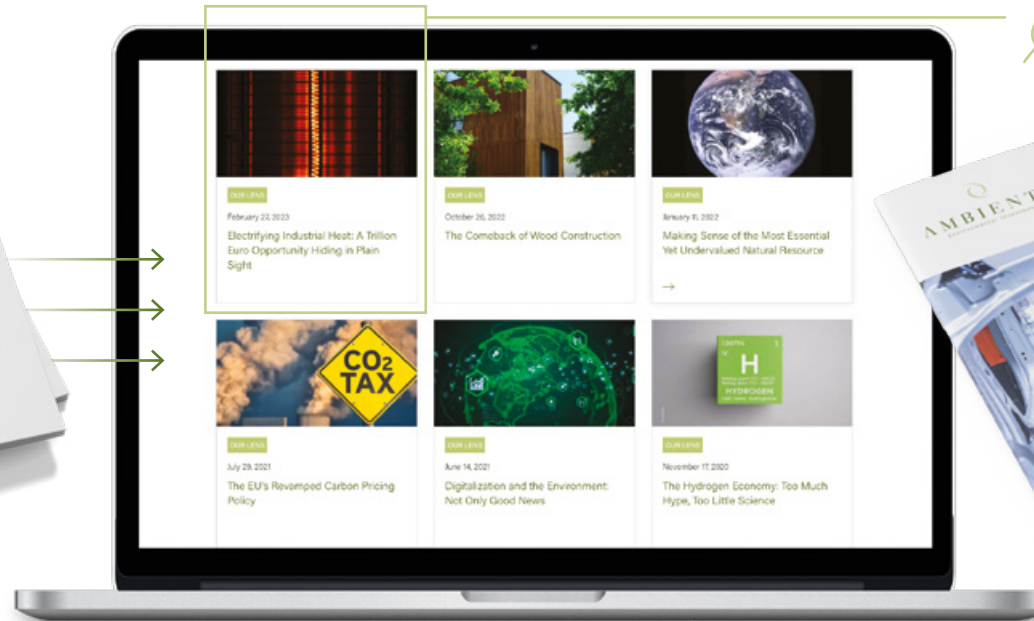 OUR LENS
February 23, 2023
Electrifying Industrial Heat: A Trillion
Euro Opportunity Hiding in Plain
Sight
OUR LENS
October 26, 2022
The Comeback of Wood Construction
OUR LENS
January 11, 2022
Making Sense of the Most Essential
Yet Undervalued Natural Resource
CO2
TAX
OUR LENS
July 29, 2021
The EU's Revamped Carbon Pricing
Policy
OUR LENS
June 14, 2021
Digitalization and the Environment:
Not Only Good News
H
HYDROGEN
OUR LENS
November 17, 2020
The Hydrogen Economy: Too Much
Hype, Too Little Science
AMBIENT